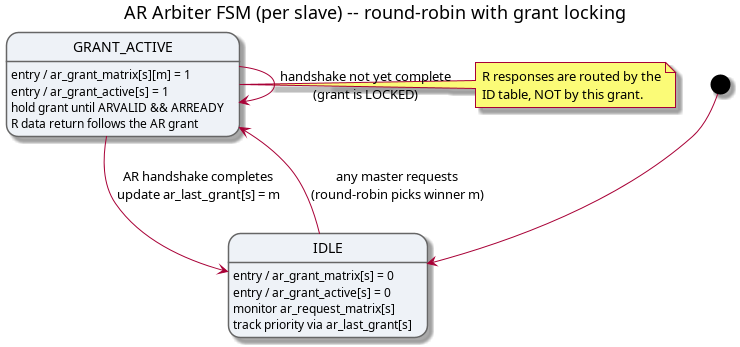 AR Arbiter FSM (per slave) -- round-robin with grant locking
GRANT_ACTIVE
entry / ar_grant_matrix[s][m] = 1
entry / ar_grant_active[s] = 1
hold grant until ARVALID && ARREADY
R data return follows the AR grant
handshake not yet complete
(grant is LOCKED)
R responses are routed by the
ID table, NOT by this grant.
AR handshake completes
update ar_last_grant[s] = m
any master requests
(round-robin picks winner m)
IDLE
entry / ar_grant_matrix[s] = 0
entry / ar_grant_active[s] = 0
monitor ar_request_matrix[s]
track priority via ar_last_grant[s]